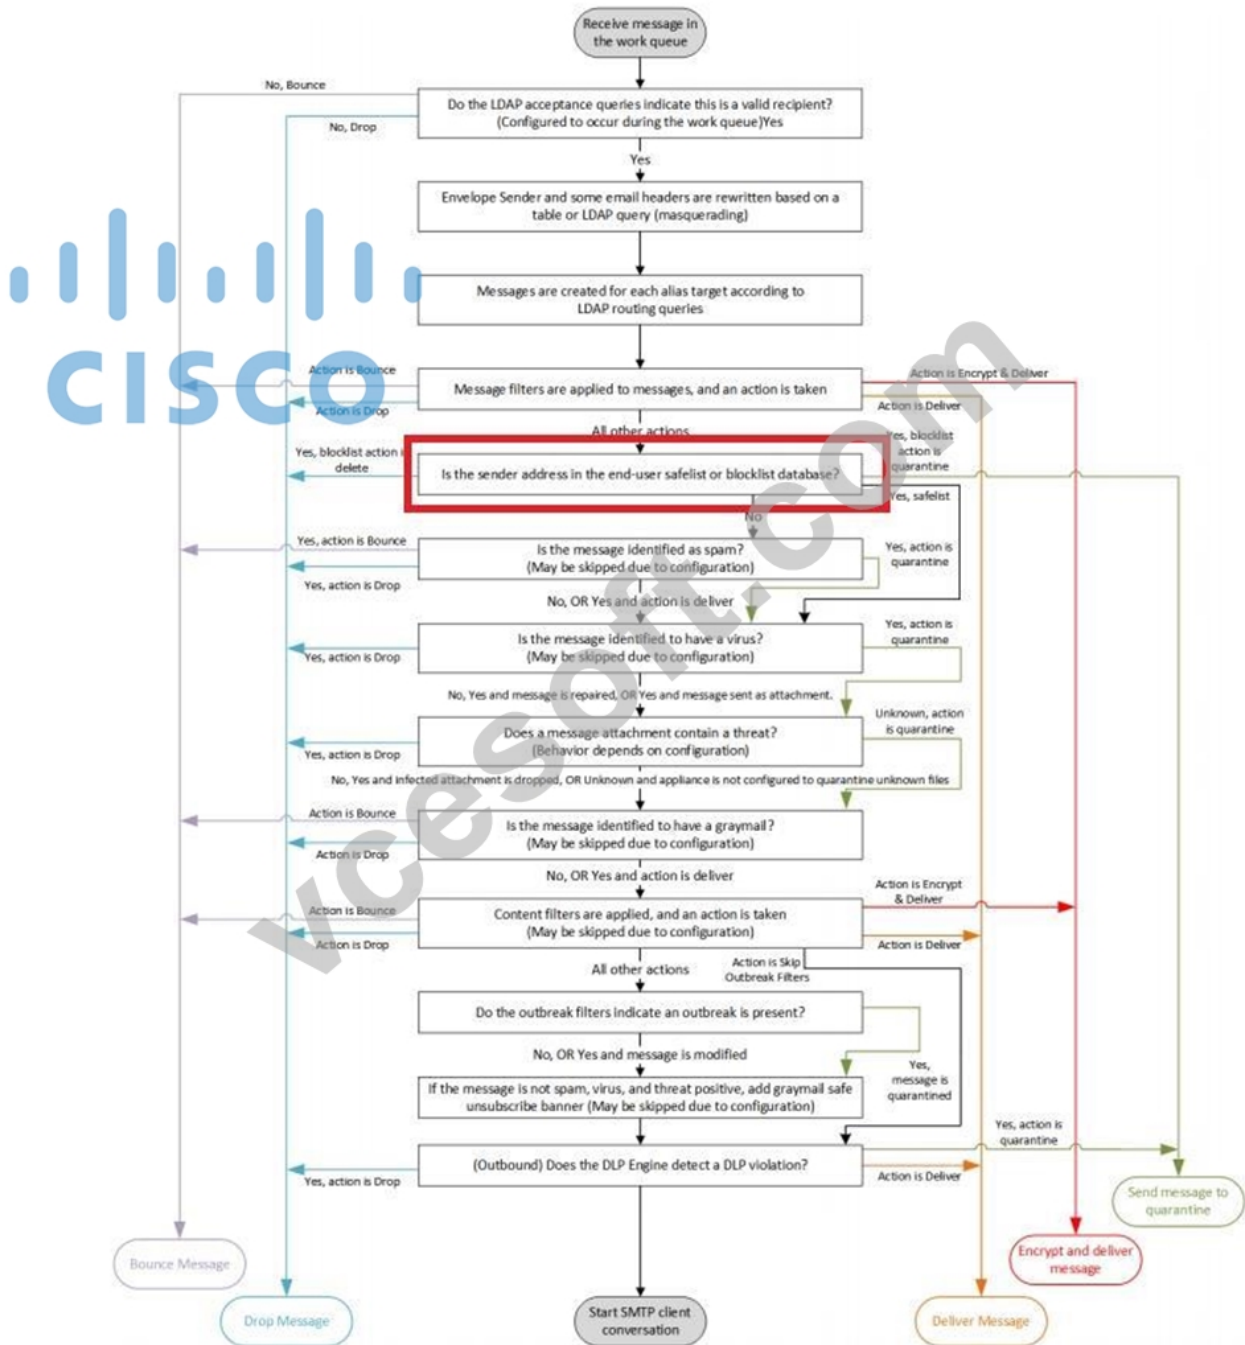 Receive message in
the work queue
No, Bounce
Do the LDAP acceptance queries indicate this is a valid recipient?
(Configured to occur during the work queue)Yes
No, Drop
Yes
Envelope Sender and some email headers are rewritten based on a
table or LDAP query (masquerading)
Messages are created for each alias target according to
LDAP routing queries
CISCO
Action is Bounce
Message filters are applied to messages, and an action is taken
Action is Encrypt & Deliver
Action is Drop
Action is Deliver
All other actions
Yes, blocklist action is
delete
Is the sender address in the end-user safelist or blocklist database?
Yes, blocklist
action is
quarantine
Yes, safelist
No
Yes, action is Bounce
Is the message identified as spam?
(May be skipped due to configuration)
Yes, action is
quarantine
Yes, action is Drop
No, OR Yes and action is deliver
Is the message identified to have a virus?
(May be skipped due to configuration)
Yes, action is
quarantine
Yes, action is Drop
No, Yes and message is repaired, OR Yes and message sent as attachment.
Does a message attachment contain a threat?
(Behavior depends on configuration)
Unknown, action
is quarantine
Yes, action is Drop
No, Yes and infected attachment is dropped, OR Unknown and appliance is not configured to quarantine unknown files
Action is Bounce
Is the message identified to have a graymail?
(May be skipped due to configuration)
Action is Drop
No, OR Yes and action is deliver
Action is Encrypt
& Deliver
Action is Bounce
Content filters are applied, and an action is taken
(May be skipped due to configuration)
Action is Drop
Action is Deliver
All other actions
Action is Skip
Outbreak Filters
Do the outbreak filters indicate an outbreak is present?
No, OR Yes and message is modified
Yes,
message is
quarantined
If the message is not spam, virus, and threat positive, add graymail safe
unsubscribe banner (May be skipped due to configuration)
Yes, action is
quarantine
(Outbound) Does the DLP Engine detect a DLP violation?
Yes, action is Drop
Action is Deliver
Send message to
quarantine
Bounce Message
Encrypt and deliver
message
Drop Message
Start SMTP client
conversation
Deliver Message
vcesoft.com